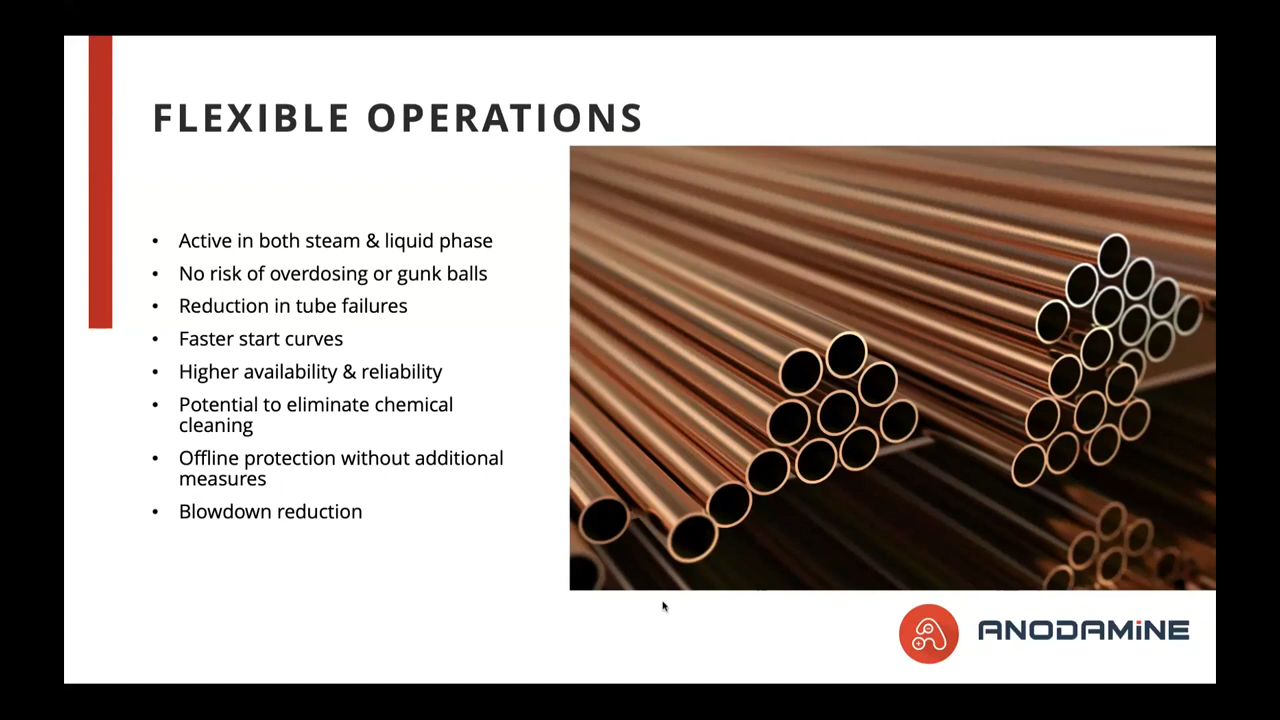 FLEXIBLE OPERATIONS
• Active in both steam & liquid phase
• No risk of overdosing or gunk balls
• Reduction in tube failures
• Faster start curves
• Higher availability & reliability
• Potential to eliminate chemical
cleaning
• Offline protection without additional
measures
• Blowdown reduction
ANODAMiNE